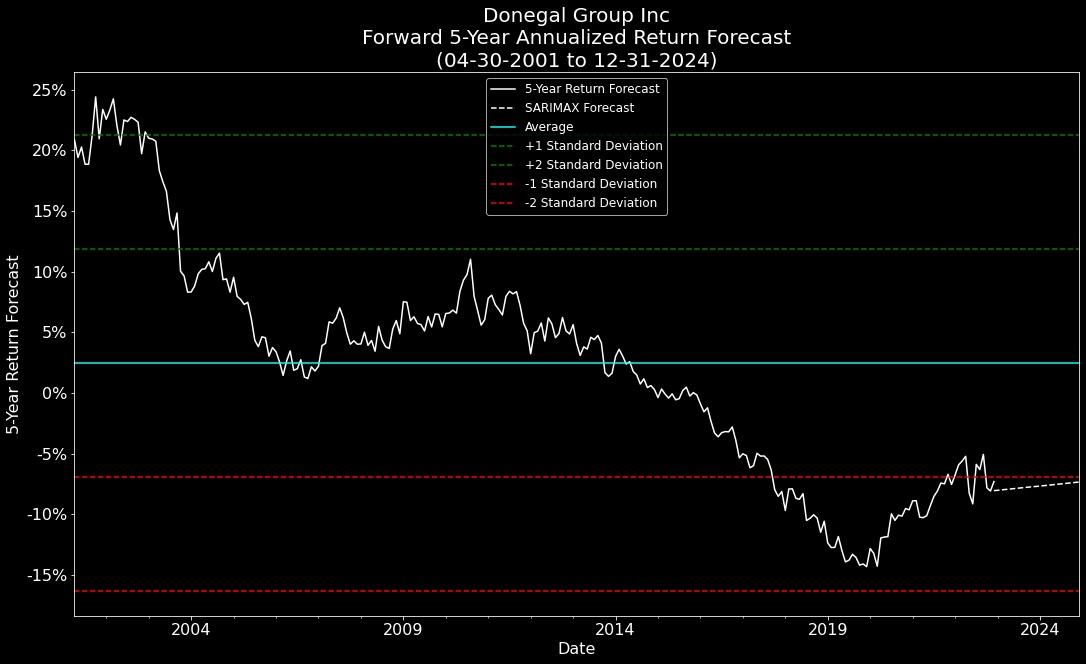 Donegal Group Inc
Forward 5-Year Annualized Return Forecast
(04-30-2001 to 12-31-2024)
5-Year Return Forecast
SARIMAX Forecast
Average
+1 Standard Deviation
+2 Standard Deviation
-1 Standard Deviation
-2 Standard Deviation
25%
20%
15%
10%
5%
0%
-5%
-10%
-15%
5-Year Return Forecast
2004
2009
2014
2019
2024
Date